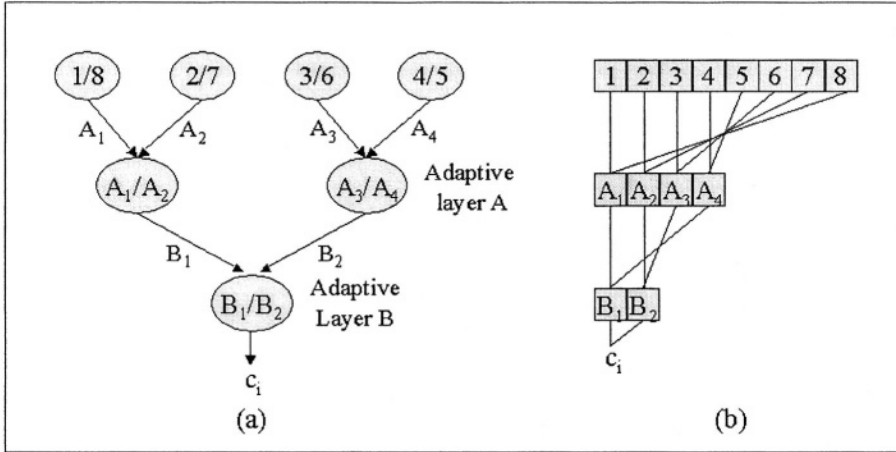 1/8 2/7 3/6 4/5
A₁ A₂ A₃ A₄
A₁/A₂ A₃/A₄ Adaptive
layer A
B₁ B₂
B₁/B₂ Adaptive
Layer B
cᵢ
(a)
1 2 3 4 5 6 7 8
A₁ A₂ A₃ A₄
B₁ B₂
cᵢ
(b)